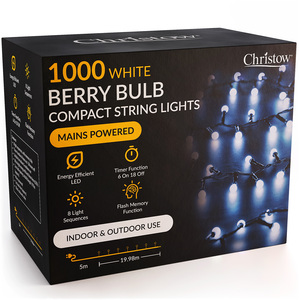 Christow
1000 WHITE
BERRY BULB
COMPACT STRING LIGHTS
MAINS POWERED
Energy Efficient
LED
Timer Function
6 On 18 Off
8 Light
Sequences
Flash Memory
Function
INDOOR & OUTDOOR USE
5m
19.98m